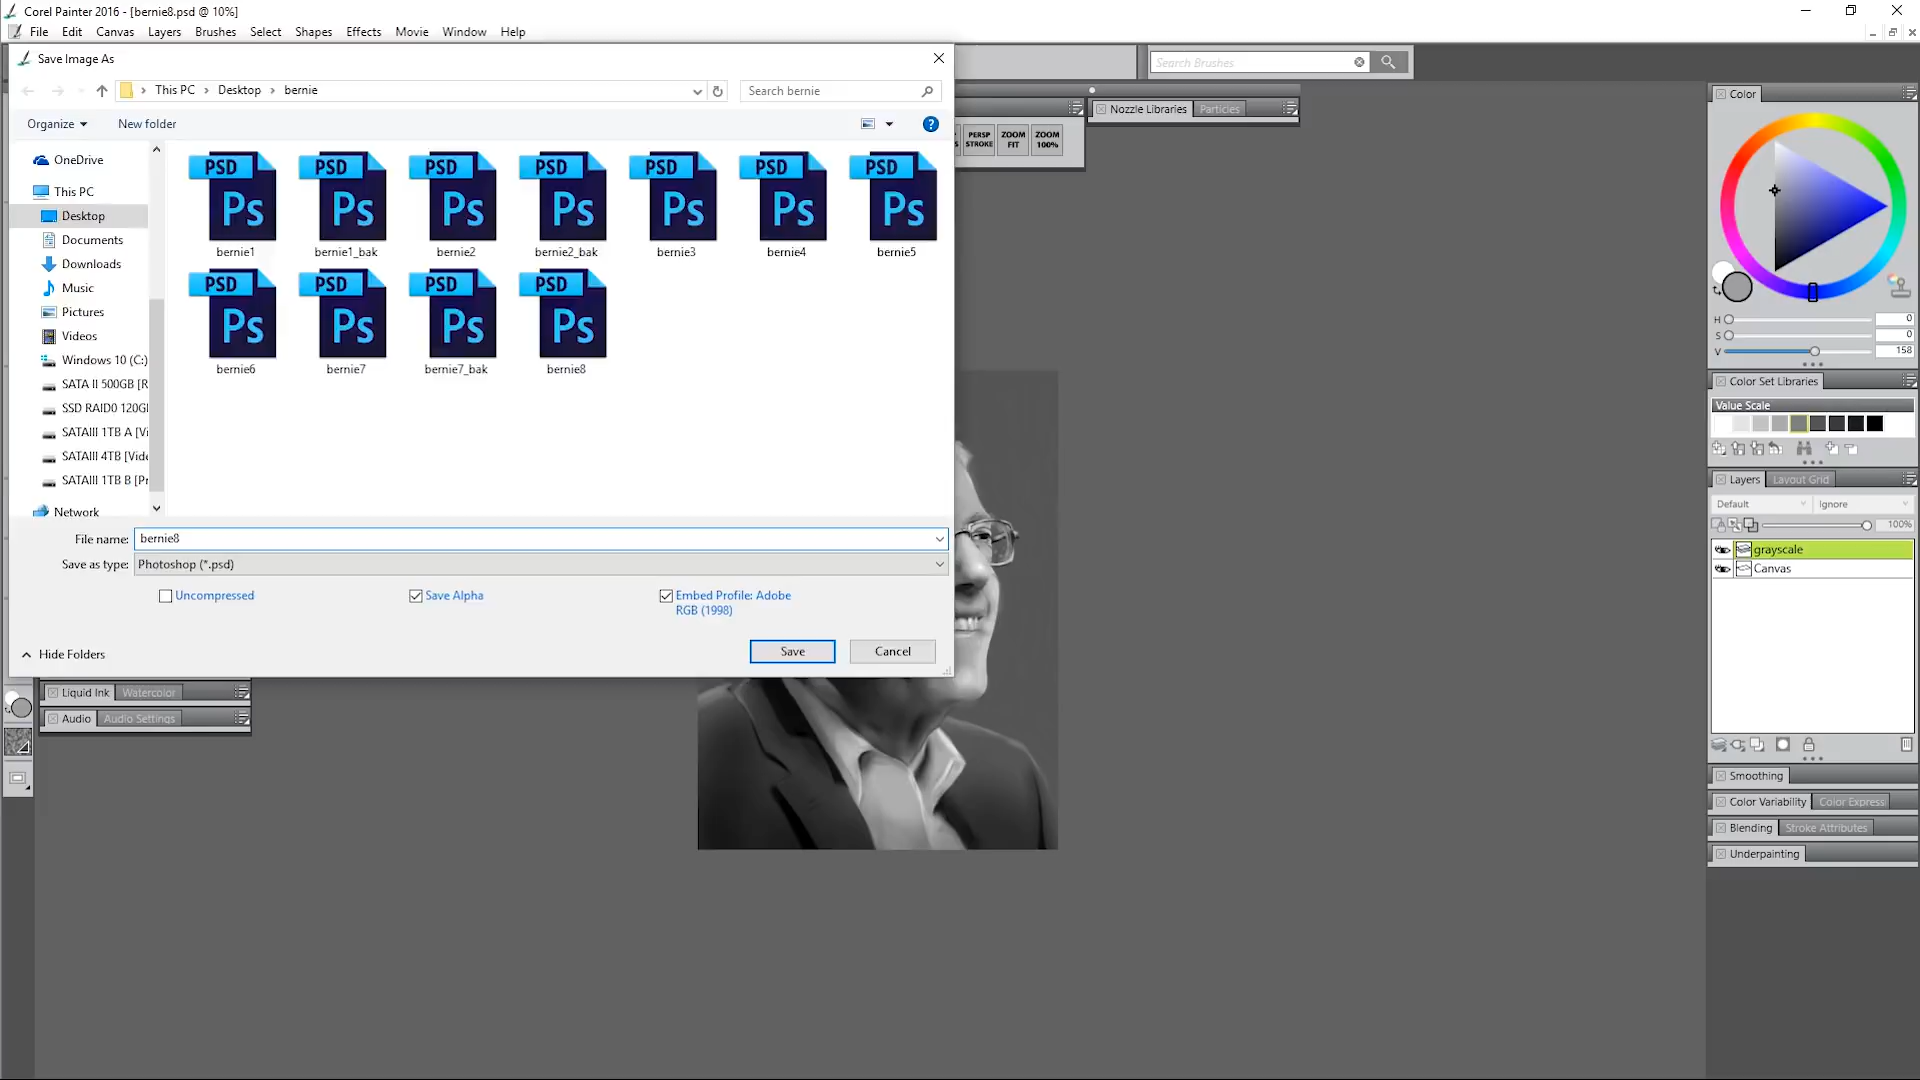 Corel Painter 2016 - [bernie8.psd @ 10%]
File Edit Canvas Layers Brushes Select Shapes Effects Movie Window Help
Save Image As
This PC > Desktop > bernie
Search bernie
Organize New folder
OneDrive
This PC
Desktop
Documents
Downloads
Music
Pictures
Videos
Windows 10 (C:)
SATA II 500GB [R
SSD RAID0 120G
SATAIII 1TB A [Vi
SATAIII 4TB [Vide
SATAIII 1TB B [Pr
Network
PSD PSD PSD PSD PSD PSD PSD
Ps Ps Ps Ps Ps Ps Ps
bernie1 bernie1_bak bernie2 bernie2_bak bernie3 bernie4 bernie5
PSD PSD PSD PSD
Ps Ps Ps Ps
bernie6 bernie7 bernie7_bak bernie8
File name: bernie8
Save as type: Photoshop (*.psd)
Uncompressed Save Alpha Embed Profile: Adobe
RGB (1998)
Hide Folders Save Cancel
Search Brushes
Nozzle Libraries Particles
PERSP
STROKE
ZOOM
FIT
ZOOM
100%
Color
H 0
S 0
V 158
Color Set Libraries
Value Scale
Layers Layout Grid
Default Ignore
100%
grayscale
Canvas
Smoothing
Color Variability Color Express
Blending Stroke Attributes
Underpainting
Liquid Ink Watercolor
Audio Audio Settings